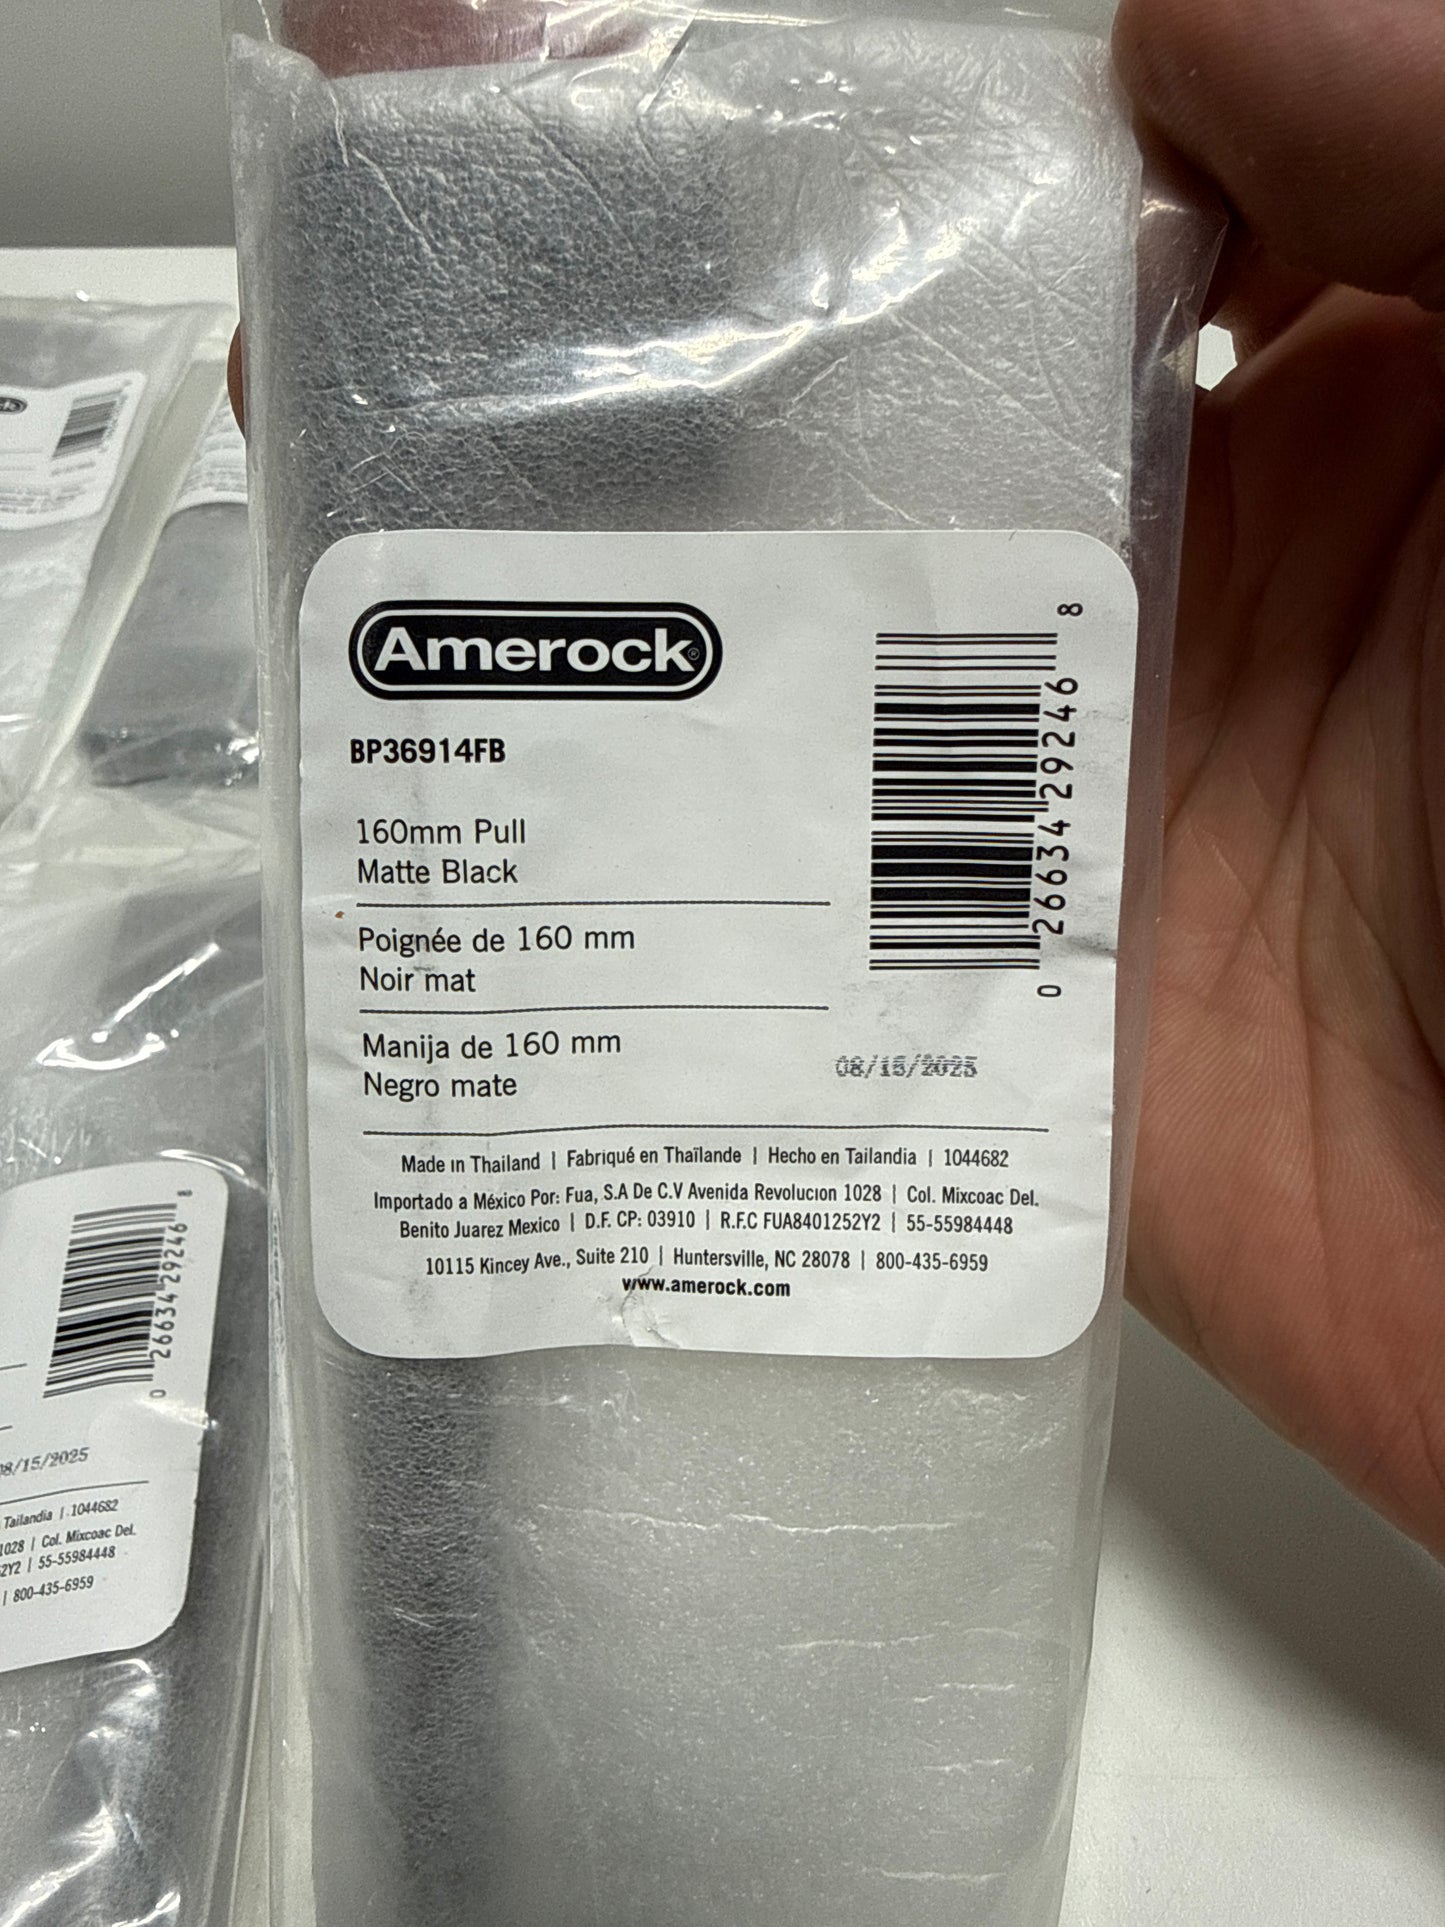 Amerock®
BP36914FB
160mm Pull
Matte Black
Poignée de 160 mm
Noir mat
Manija de 160 mm
Negro mate
0 26634 29246 8
08/15/2025
Made in Thailand | Fabriqué en Thaïlande | Hecho en Tailandia | 1044682
Importado a México Por: Fua, S.A De C.V Avenida Revolucion 1028 | Col. Mixcoac Del.
Benito Juarez Mexico | D.F. CP: 03910 | R.F.C FUA8401252Y2 | 55-55984448
10115 Kincey Ave., Suite 210 | Huntersville, NC 28078 | 800-435-6959
www.amerock.com
ck
0 26634 29246 8
08/15/2025
Tailandia | 1044682
1028 | Col. Mixcoac Del.
2Y2 | 55-55984448
| 800-435-6959